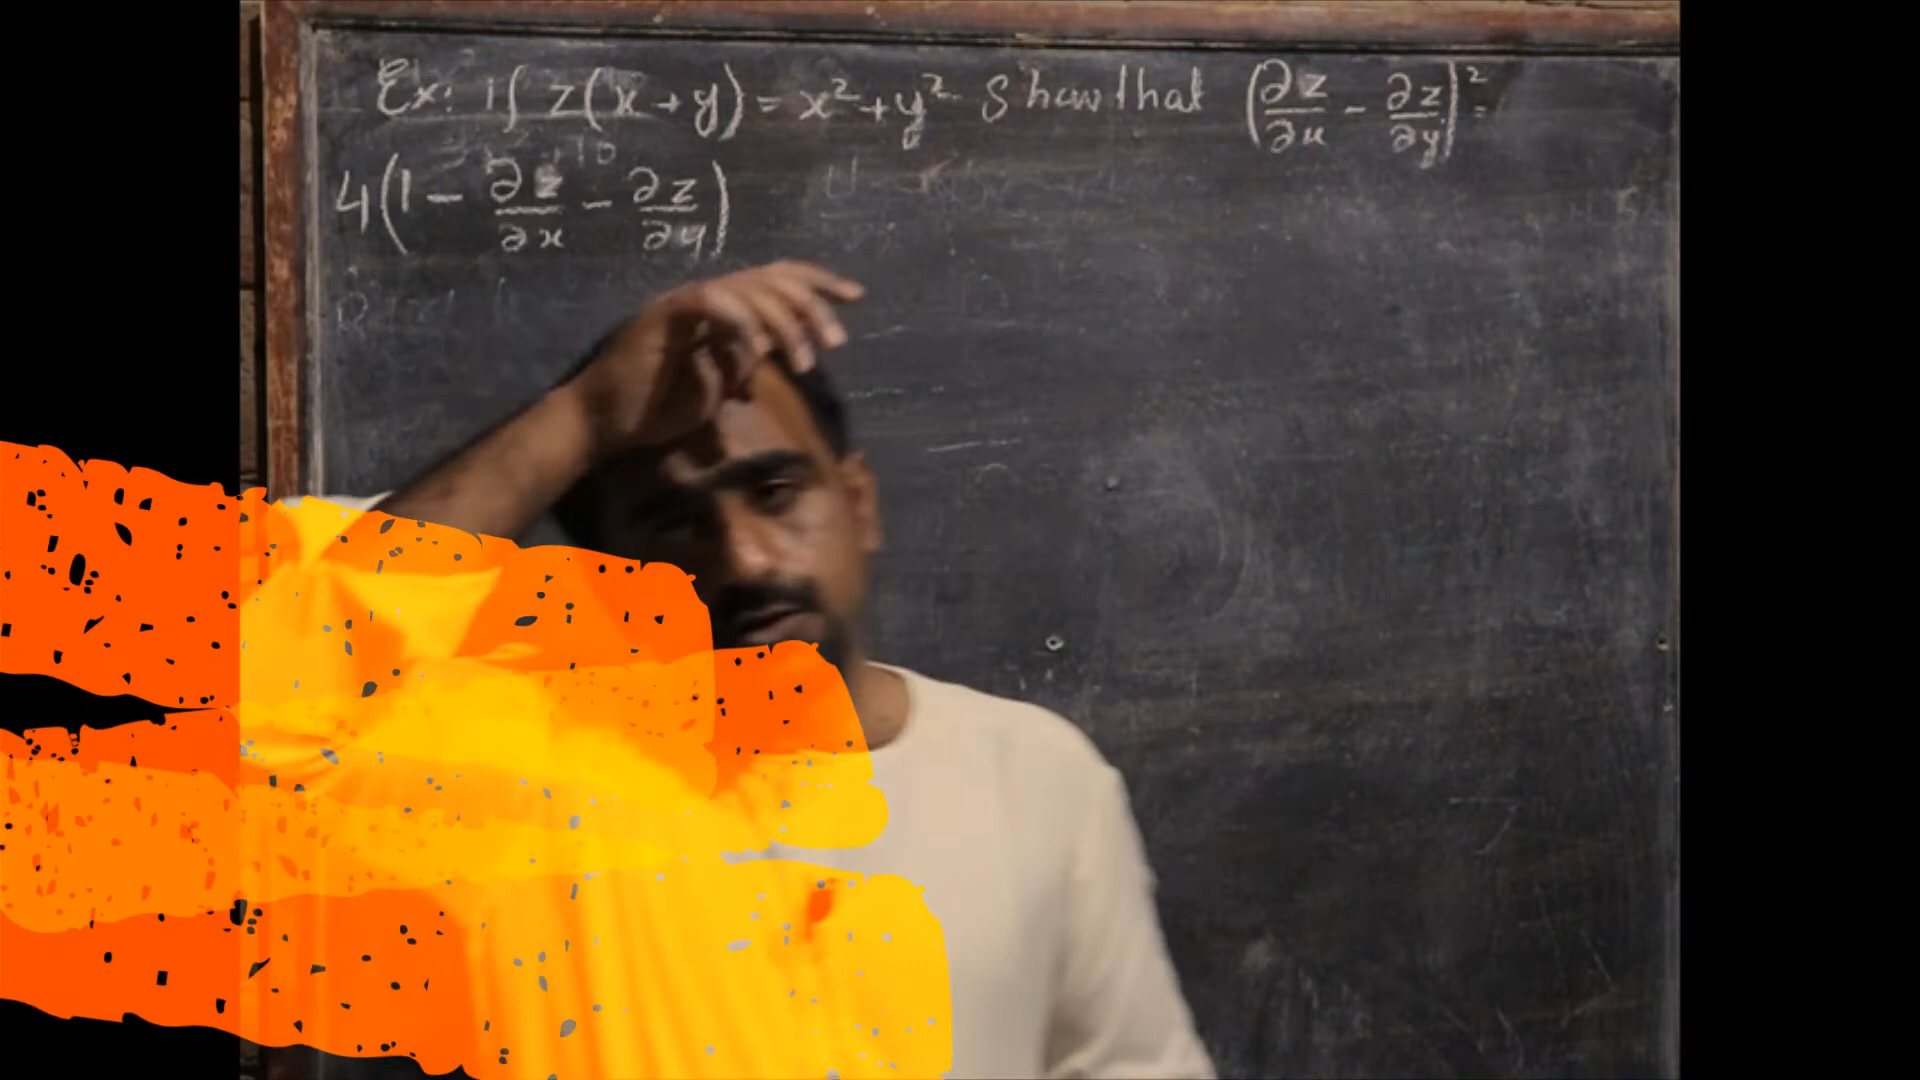 Ex: if z(x+y) = x²+y². Show that (∂z/∂x - ∂z/∂y)² =
4(1 - ∂z/∂x - ∂z/∂y)